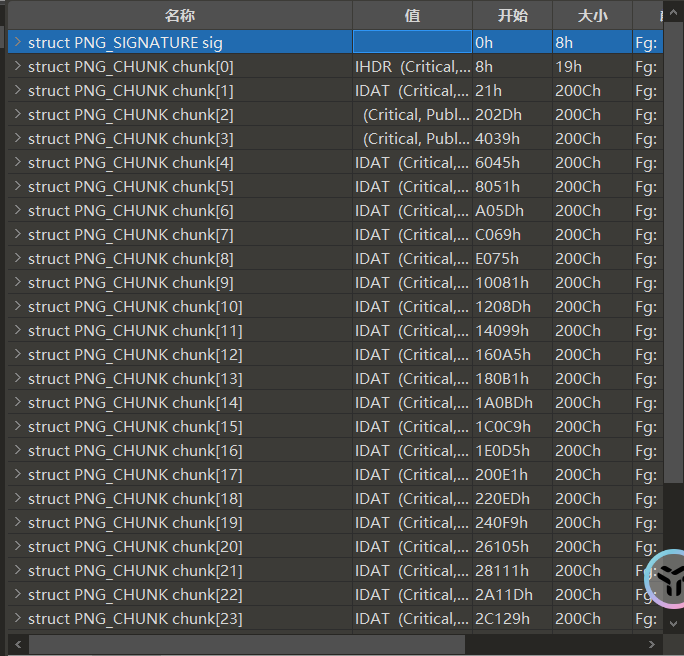 名称 值 开始 大小
struct PNG_SIGNATURE sig 0h 8h Fg:
struct PNG_CHUNK chunk[0] IHDR (Critical,... 8h 19h Fg:
struct PNG_CHUNK chunk[1] IDAT (Critical,... 21h 200Ch Fg:
struct PNG_CHUNK chunk[2] (Critical, Publ... 202Dh 200Ch Fg:
struct PNG_CHUNK chunk[3] (Critical, Publ... 4039h 200Ch Fg:
struct PNG_CHUNK chunk[4] IDAT (Critical,... 6045h 200Ch Fg:
struct PNG_CHUNK chunk[5] IDAT (Critical,... 8051h 200Ch Fg:
struct PNG_CHUNK chunk[6] IDAT (Critical,... A05Dh 200Ch Fg:
struct PNG_CHUNK chunk[7] IDAT (Critical,... C069h 200Ch Fg:
struct PNG_CHUNK chunk[8] IDAT (Critical,... E075h 200Ch Fg:
struct PNG_CHUNK chunk[9] IDAT (Critical,... 10081h 200Ch Fg:
struct PNG_CHUNK chunk[10] IDAT (Critical,... 1208Dh 200Ch Fg:
struct PNG_CHUNK chunk[11] IDAT (Critical,... 14099h 200Ch Fg:
struct PNG_CHUNK chunk[12] IDAT (Critical,... 160A5h 200Ch Fg:
struct PNG_CHUNK chunk[13] IDAT (Critical,... 180B1h 200Ch Fg:
struct PNG_CHUNK chunk[14] IDAT (Critical,... 1A0BDh 200Ch Fg:
struct PNG_CHUNK chunk[15] IDAT (Critical,... 1C0C9h 200Ch Fg:
struct PNG_CHUNK chunk[16] IDAT (Critical,... 1E0D5h 200Ch Fg:
struct PNG_CHUNK chunk[17] IDAT (Critical,... 200E1h 200Ch Fg:
struct PNG_CHUNK chunk[18] IDAT (Critical,... 220EDh 200Ch Fg:
struct PNG_CHUNK chunk[19] IDAT (Critical,... 240F9h 200Ch Fg:
struct PNG_CHUNK chunk[20] IDAT (Critical,... 26105h 200Ch Fg:
struct PNG_CHUNK chunk[21] IDAT (Critical,... 28111h 200Ch Fg:
struct PNG_CHUNK chunk[22] IDAT (Critical,... 2A11Dh 200Ch Fg:
struct PNG_CHUNK chunk[23] IDAT (Critical,... 2C129h 200Ch Fg: